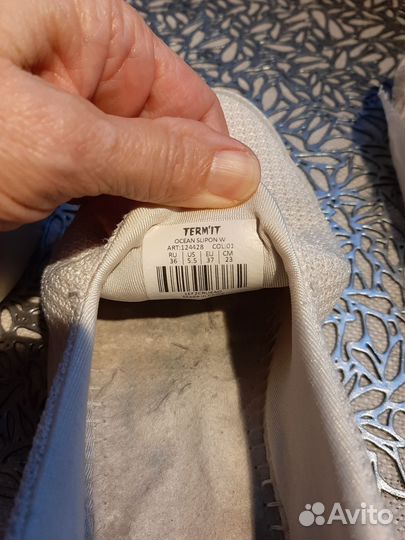 TERM'IT
OCEAN SLIPON W
ART:124428 COL:01
RU US EU CM
36 5.5 37 23
Avito